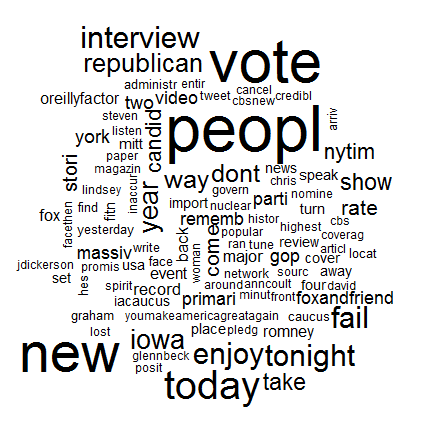 interview
vote
republican
administr
entir
cancel
oreillyfactor
two
video
tweet
cbsnew
credibl
steven
peopl
arriv
york
listen
candid
mitt
nytim
stori
paper
magazin
inaccur
way
dont
news
chris
speak
show
lindsey
year
govern
parti
nomine
fox
facethen
find
fitn
import
nuclear
turn
rate
rememb
histor
yesterday
back
come
popular
highest
cbs
coverag
massiv
write
ran
tune
review
articl
jdickerson
promis
usa
face
woman
major
gop
cover
locat
set
hes
event
network
sourc
away
spirit
record
around
anncoult
four
david
iacaucus
primari
minut
front
foxandfriend
graham
youmakeamericagreatagain
caucus
fail
lost
iowa
place
pledg
romney
new
glennbeck
enjoy
tonight
posit
today
take